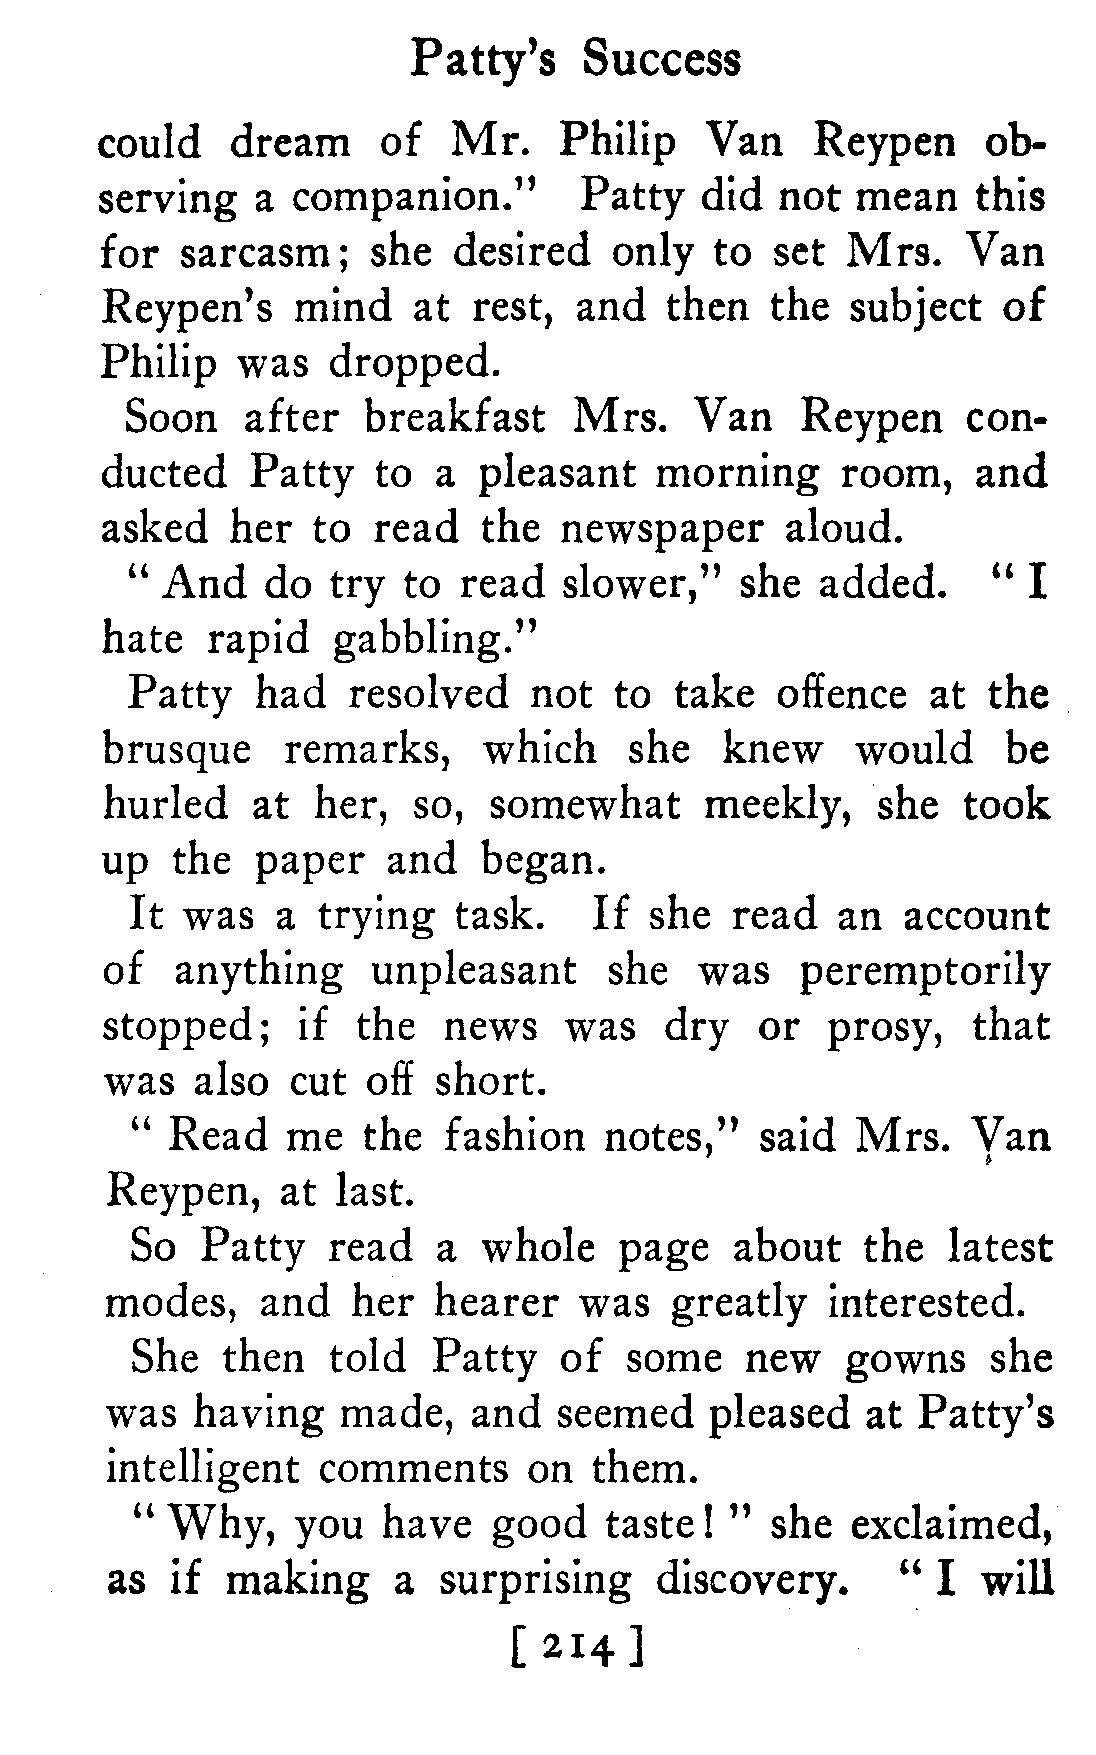 Patty's Success
could dream of Mr. Philip Van Reypen ob-
serving a companion." Patty did not mean this
for sarcasm; she desired only to set Mrs. Van
Reypen's mind at rest, and then the subject of
Philip was dropped.
Soon after breakfast Mrs. Van Reypen con-
ducted Patty to a pleasant morning room, and
asked her to read the newspaper aloud.
" And do try to read slower," she added. " I
hate rapid gabbling."
Patty had resolved not to take offence at the
brusque remarks, which she knew would be
hurled at her, so, somewhat meekly, she took
up the paper and began.
It was a trying task. If she read an account
of anything unpleasant she was peremptorily
stopped; if the news was dry or prosy, that
was also cut off short.
" Read me the fashion notes," said Mrs. Van
Reypen, at last.
So Patty read a whole page about the latest
modes, and her hearer was greatly interested.
She then told Patty of some new gowns she
was having made, and seemed pleased at Patty's
intelligent comments on them.
" Why, you have good taste! " she exclaimed,
as if making a surprising discovery. " I will
[ 214 ]